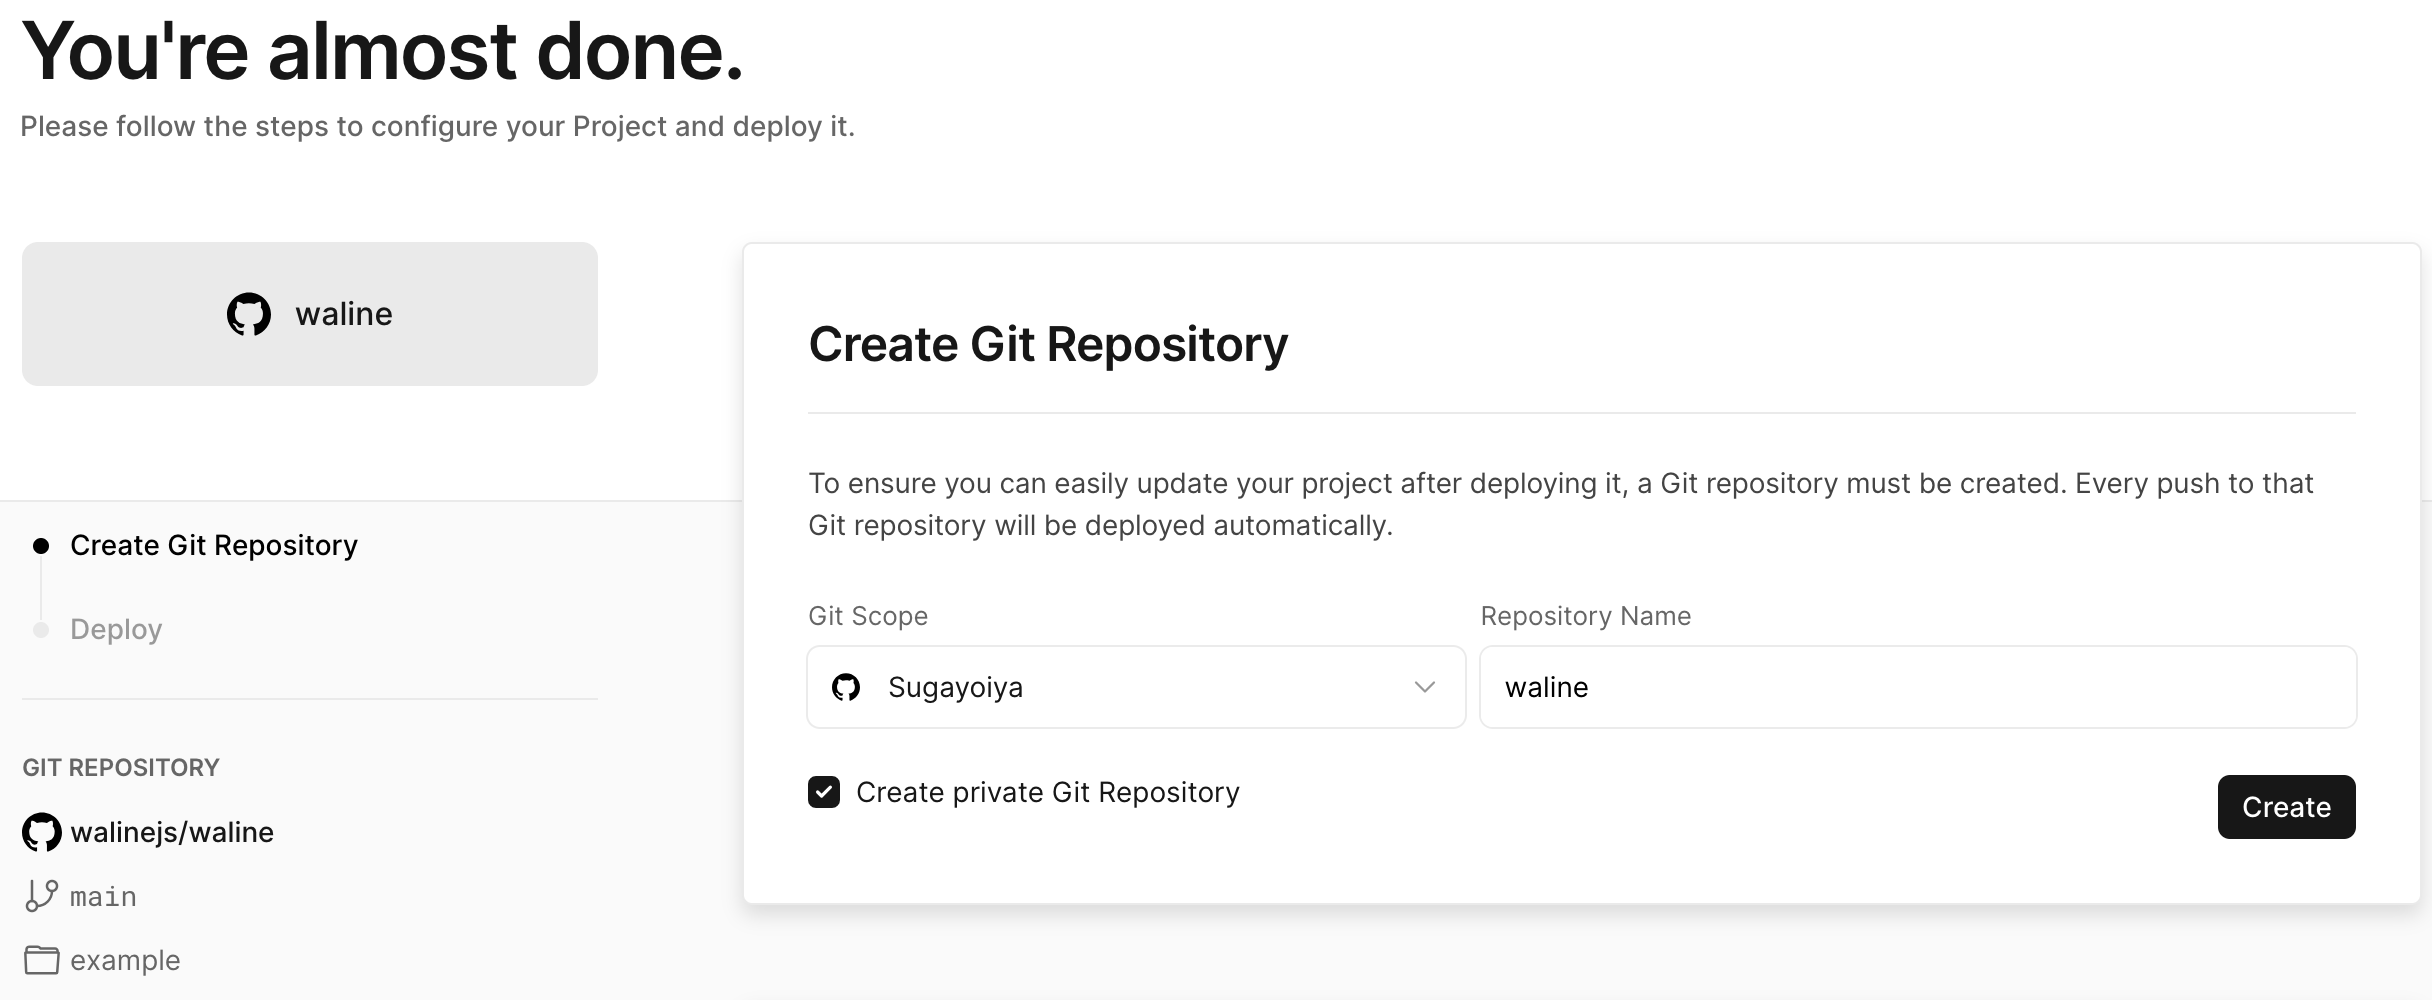 You're almost done.
Please follow the steps to configure your Project and deploy it.
waline
Create Git Repository
Deploy
GIT REPOSITORY
walinejs/waline
main
example
Create Git Repository
To ensure you can easily update your project after deploying it, a Git repository must be created. Every push to that
Git repository will be deployed automatically.
Git Scope
Sugayoiya
Repository Name
waline
Create private Git Repository
Create